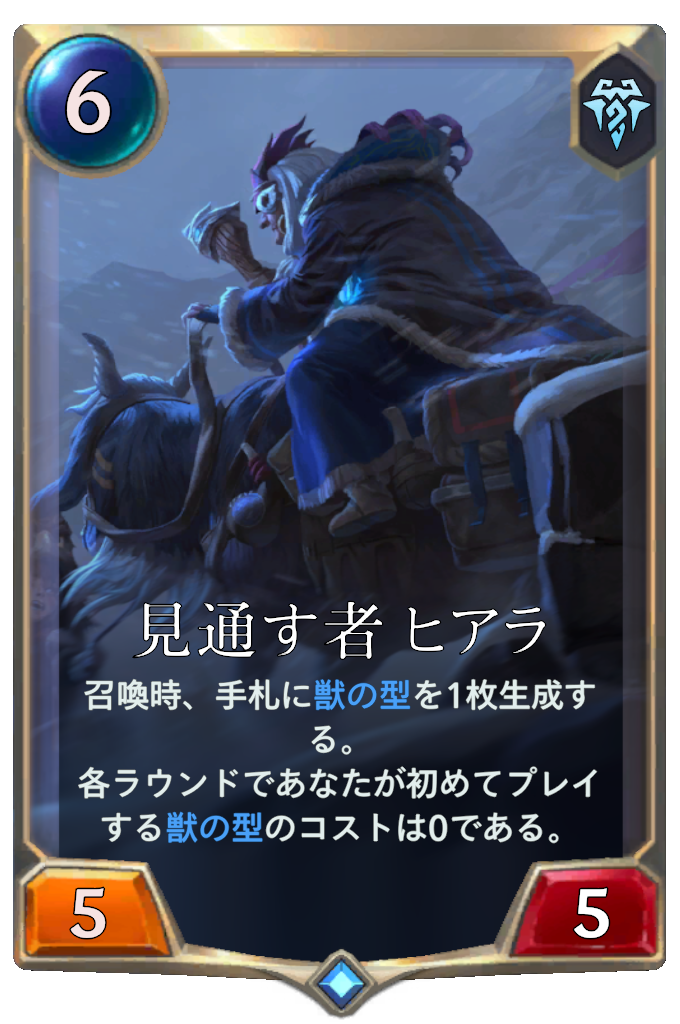 6
見通す者 ヒアラ
召喚時、手札に獣の型を1枚生成す
る。
各ラウンドであなたが初めてプレイ
する獣の型のコストは0である。
5
5